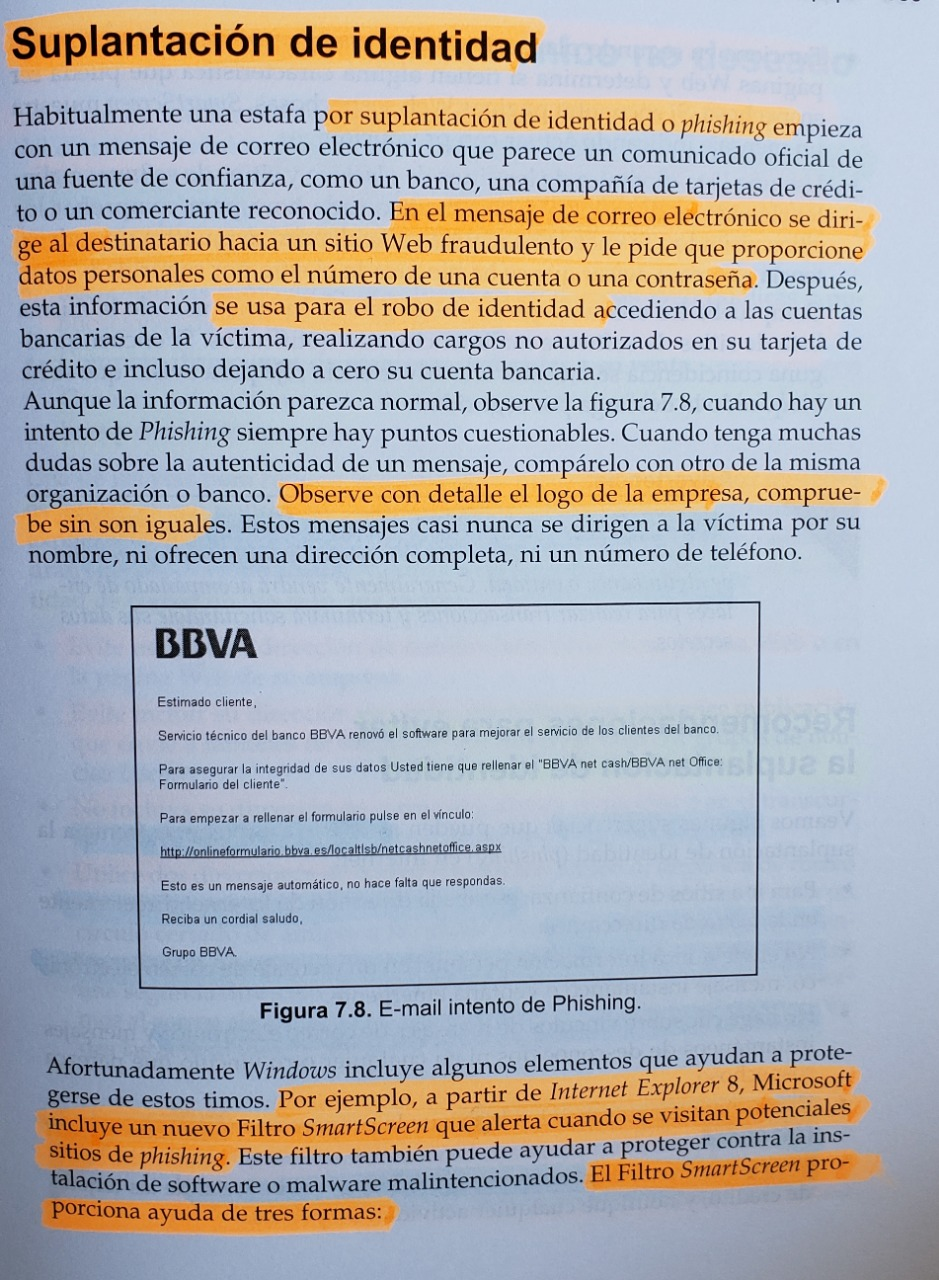 Suplantación de identidad
Habitualmente una estafa por suplantación de identidad o phishing empieza
con un mensaje de correo electrónico que parece un comunicado oficial de
una fuente de confianza, como un banco, una compañía de tarjetas de crédi-
to o un comerciante reconocido. En el mensaje de correo electrónico se diri-
ge al destinatario hacia un sitio Web fraudulento y le pide que proporcione
datos personales como el número de una cuenta o una contraseña. Después,
esta información se usa para el robo de identidad accediendo a las cuentas
bancarias de la víctima, realizando cargos no autorizados en su tarjeta de
crédito e incluso dejando a cero su cuenta bancaria.
Aunque la información parezca normal, observe la figura 7.8, cuando hay un
intento de Phishing siempre hay puntos cuestionables. Cuando tenga muchas
dudas sobre la autenticidad de un mensaje, compárelo con otro de la misma
organización o banco. Observe con detalle el logo de la empresa, comprue-
be sin son iguales. Estos mensajes casi nunca se dirigen a la víctima por su
nombre, ni ofrecen una dirección completa, ni un número de teléfono.
BBVA
Estimado cliente,
Servicio técnico del banco BBVA renovó el software para mejorar el servicio de los clientes del banco.
Para asegurar la integridad de sus datos Usted tiene que rellenar el "BBVA net cash/BBVA net Office:
Formulario del cliente".
Para empezar a rellenar el formulario pulse en el vínculo:
http://onlineformulario.bbva.es/localtlsb/netcashnetoffice.aspx
Esto es un mensaje automático, no hace falta que respondas.
Reciba un cordial saludo,
Grupo BBVA.
Figura 7.8. E-mail intento de Phishing.
Afortunadamente Windows incluye algunos elementos que ayudan a prote-
gerse de estos timos. Por ejemplo, a partir de Internet Explorer 8, Microsoft
incluye un nuevo Filtro SmartScreen que alerta cuando se visitan potenciales
sitios de phishing. Este filtro también puede ayudar a proteger contra la ins-
talación de software o malware malintencionados. El Filtro SmartScreen pro-
porciona ayuda de tres formas: